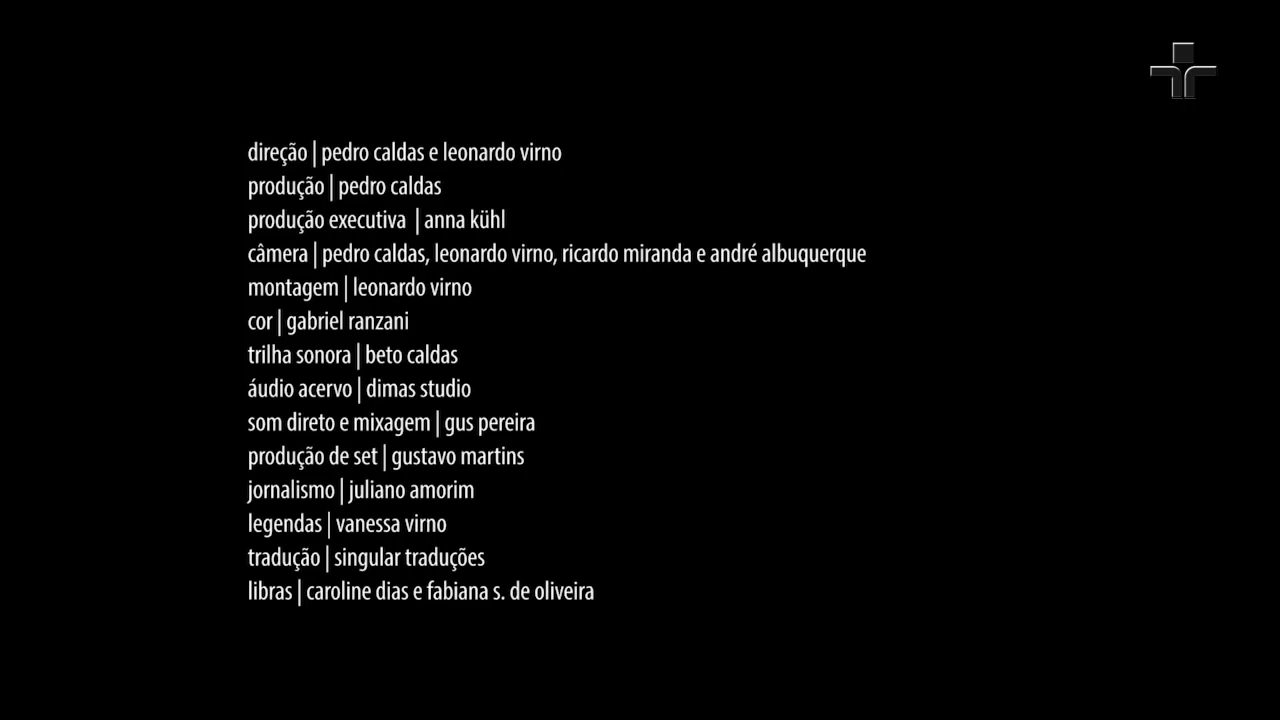 direção | pedro caldas e leonardo virno
produção | pedro caldas
produção executiva | anna kühl
câmera | pedro caldas, leonardo virno, ricardo miranda e andré albuquerque
montagem | leonardo virno
cor | gabriel ranzani
trilha sonora | beto caldas
áudio acervo | dimas studio
som direto e mixagem | gus pereira
produção de set | gustavo martins
jornalismo | juliano amorim
legendas | vanessa virno
tradução | singular traduções
libras | caroline dias e fabiana s. de oliveira